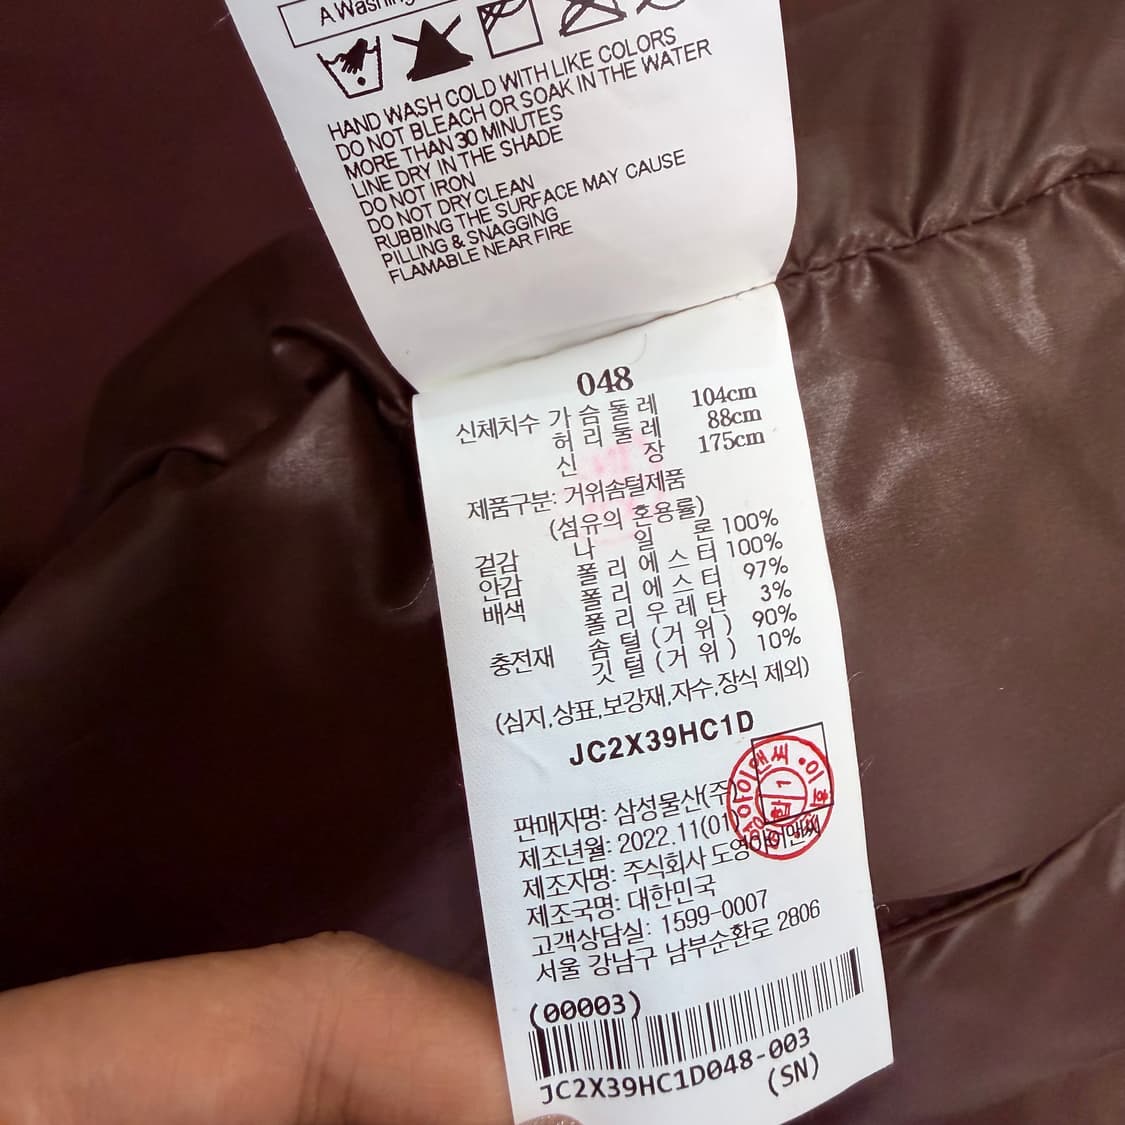 A Washing
HAND WASH COLD WITH LIKE COLORS
DO NOT BLEACH OR SOAK IN THE WATER
MORE THAN 30 MINUTES
LINE DRY IN THE SHADE
DO NOT IRON
DO NOT DRYCLEAN
RUBBING THE SURFACE MAY CAUSE
PILLING & SNAGGING
FLAMABLE NEAR FIRE
048
신체치수 가 슴 둘 레 104cm
허 리 둘 레 88cm
신 장 175cm
제품구분: 거위솜털제품
(섬유의 혼용률)
겉감 나 일 론 100%
안감 폴 리 에 스 터 100%
배색 폴 리 에 스 터 97%
폴 리 우 레 탄 3%
충전재 솜 털 (거 위) 90%
깃 털 (거 위) 10%
(심지,상표,보강재,자수,장식 제외)
JC2X39HC1D
판매자명: 삼성물산(주)
제조년월: 2022.11(01)
제조자명: 주식회사 도영아이앤씨
제조국명: 대한민국
고객상담실: 1599-0007
서울 강남구 남부순환로 2806
(00003)
JC2X39HC1D048-003
(SN)